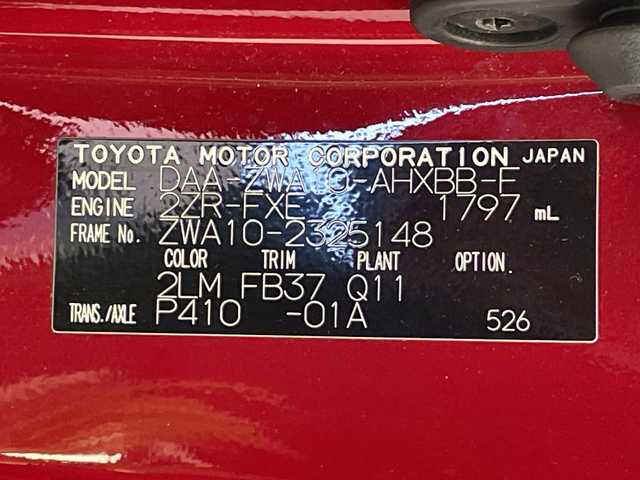 TOYOTA MOTOR CORPORATION JAPAN
MODEL DAA-ZWA10-AHXBB-F
ENGINE 2ZR-FXE 1797 mL
FRAME No. ZWA10-2325148
COLOR TRIM PLANT OPTION
2LM FB37 Q11
TRANS./AXLE P410 -01A 526